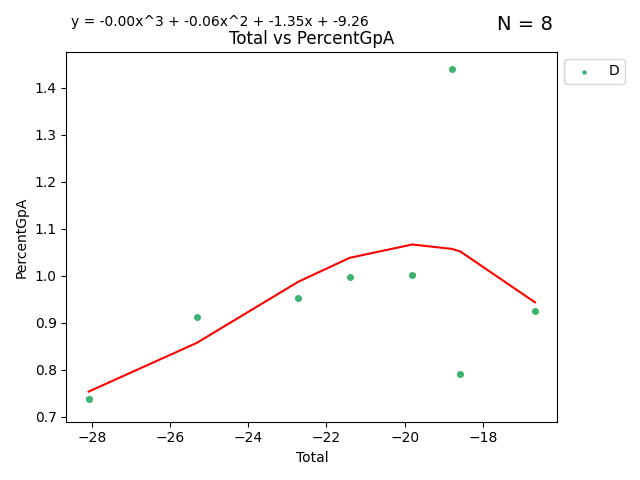 y = -0.00x^3 + -0.06x^2 + -1.35x + -9.26
N = 8
Total vs PercentGpA
D
PercentGpA
1.4
1.3
1.2
1.1
1.0
0.9
0.8
0.7
−28 −26 −24 −22 −20 −18
Total